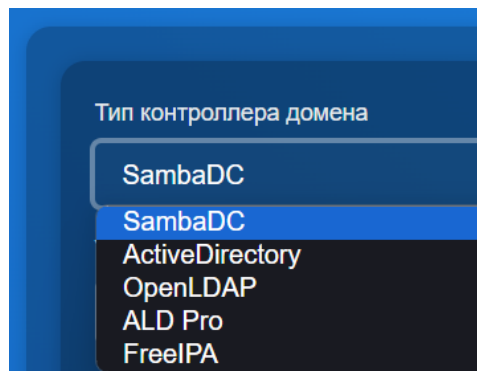 Тип контроллера домена
SambaDC
SambaDC
ActiveDirectory
OpenLDAP
ALD Pro
FreeIPA